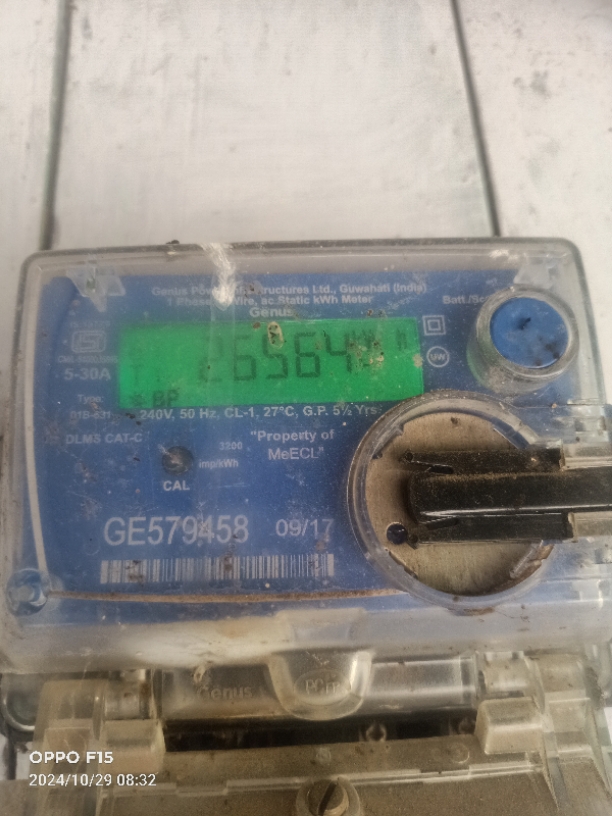 Genus Power Infrastructures Ltd., Guwahati (India)
1 Phase, 2 Wire, ac Static kWh Meter
Genus
Batt./Se
26564
5-30A
UW
Type:
BP
240V, 50 Hz, CL-1, 27°C, G.P. 5½ Yrs.
DLMS CAT-C
3200
imp/kWh
"Property of
MeECL"
CAL
GE579458 09/17
Genus
OPPO F15
2024/10/29 08:32